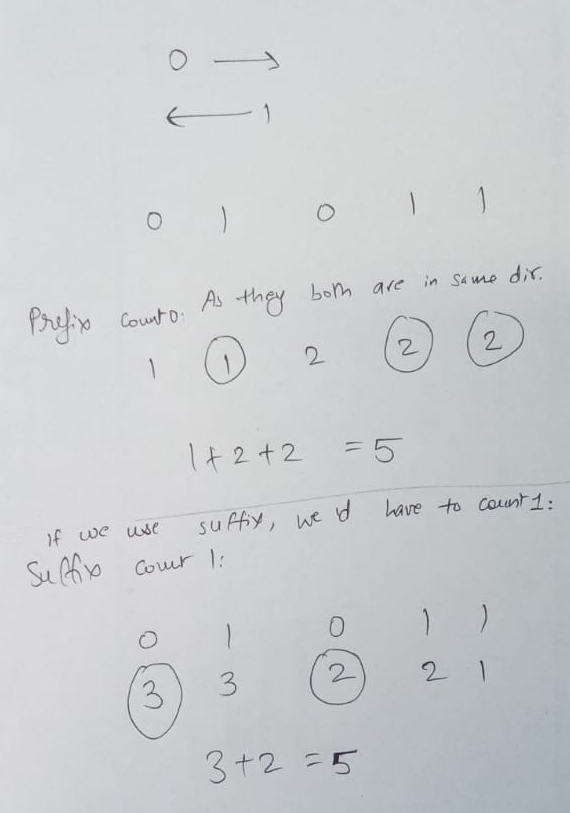 0 →
← 1
0 1 0 1 1
Prefix count 0: As they both are in same dir.
1 1 2 2 2
1+2+2 = 5
If we use suffix, we'd have to count 1:
Suffix count 1:
0 1 0 1 1
3 3 2 2 1
3+2 = 5